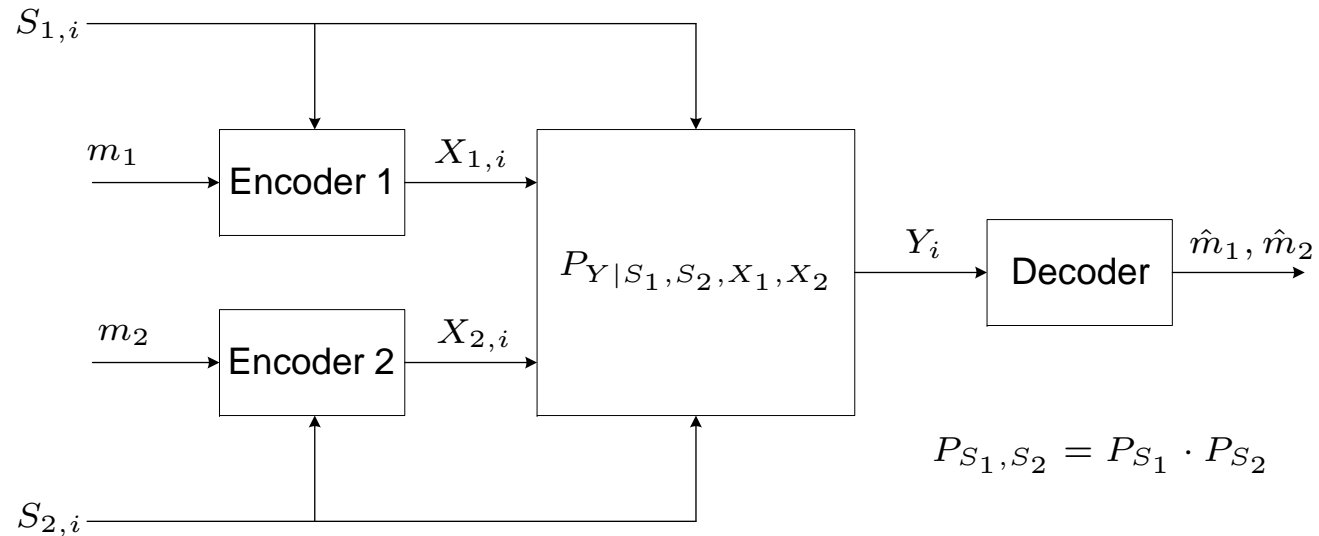 S_{1,i}
m_1
Encoder 1
X_{1,i}
m_2
Encoder 2
X_{2,i}
P_{Y|S_1,S_2,X_1,X_2}
Y_i
Decoder
\hat{m}_1, \hat{m}_2
P_{S_1,S_2} = P_{S_1} · P_{S_2}
S_{2,i}